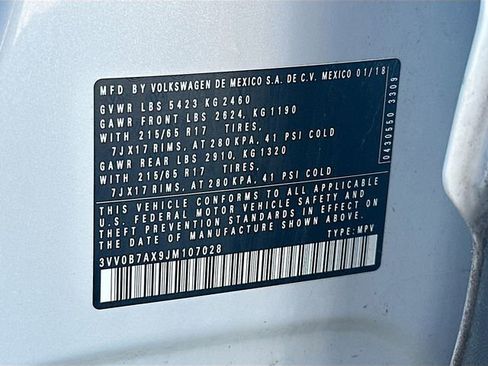 MFD BY VOLKSWAGEN DE MEXICO S.A. DE C.V. MEXICO 01/18
GVWR LBS 5423 KG 2460
GAWR FRONT LBS 2624, KG 1190
WITH 215/65 R17 TIRES,
7JX17 RIMS, AT 280 KPA, 41 PSI COLD
GAWR REAR LBS 2910, KG 1320
WITH 215/65 R17 TIRES,
7JX17 RIMS, AT 280 KPA, 41 PSI COLD
THIS VEHICLE CONFORMS TO ALL APPLICABLE
U.S. FEDERAL MOTOR VEHICLE SAFETY AND
THEFT PREVENTION STANDARDS IN EFFECT ON
THE DATE OF MANUFACTURE SHOWN ABOVE.
3VV0B7AX9JM107028 TYPE: MPV
0430550 3309